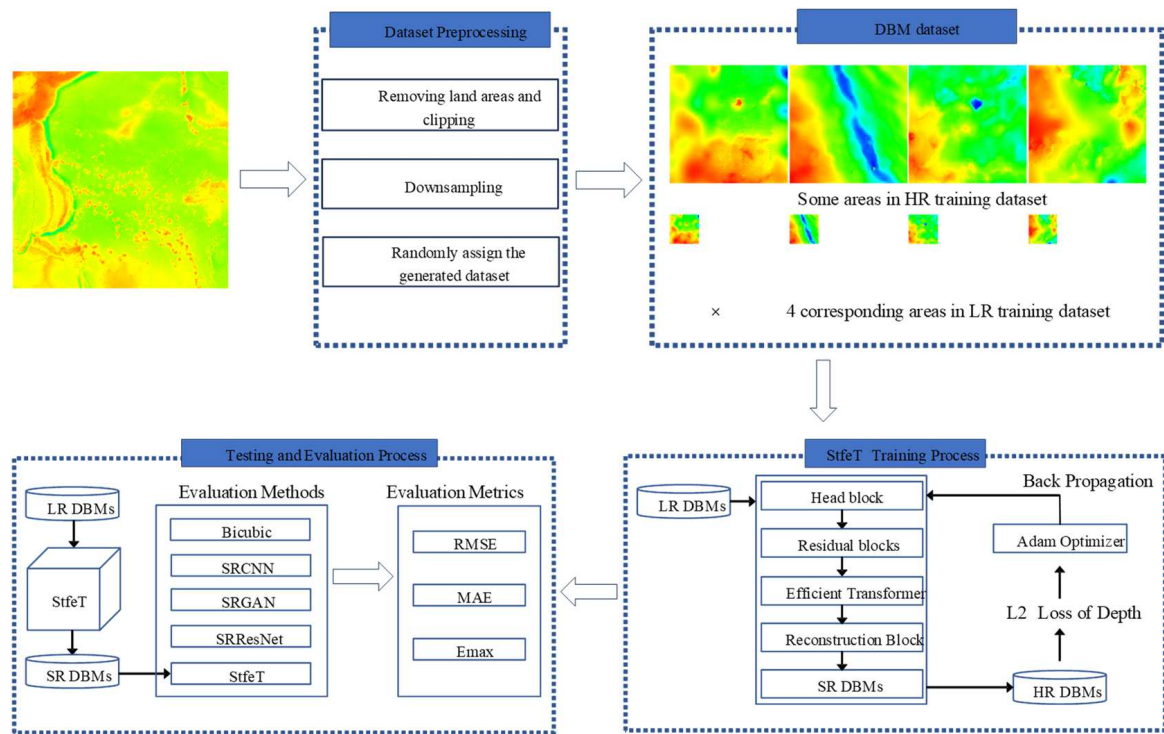 Dataset Preprocessing
Removing land areas and
clipping
Downsampling
Randomly assign the
generated dataset
DBM dataset
Some areas in HR training dataset
× 4 corresponding areas in LR training dataset
Testing and Evaluation Process
LR DBMs
StfeT
SR DBMs
Evaluation Methods
Bicubic
SRCNN
SRGAN
SRResNet
StfeT
Evaluation Metrics
RMSE
MAE
Emax
StfeT Training Process
LR DBMs
Head block
Residual blocks
Efficient Transformer
Reconstruction Block
SR DBMs
Back Propagation
Adam Optimizer
L2 Loss of Depth
HR DBMs